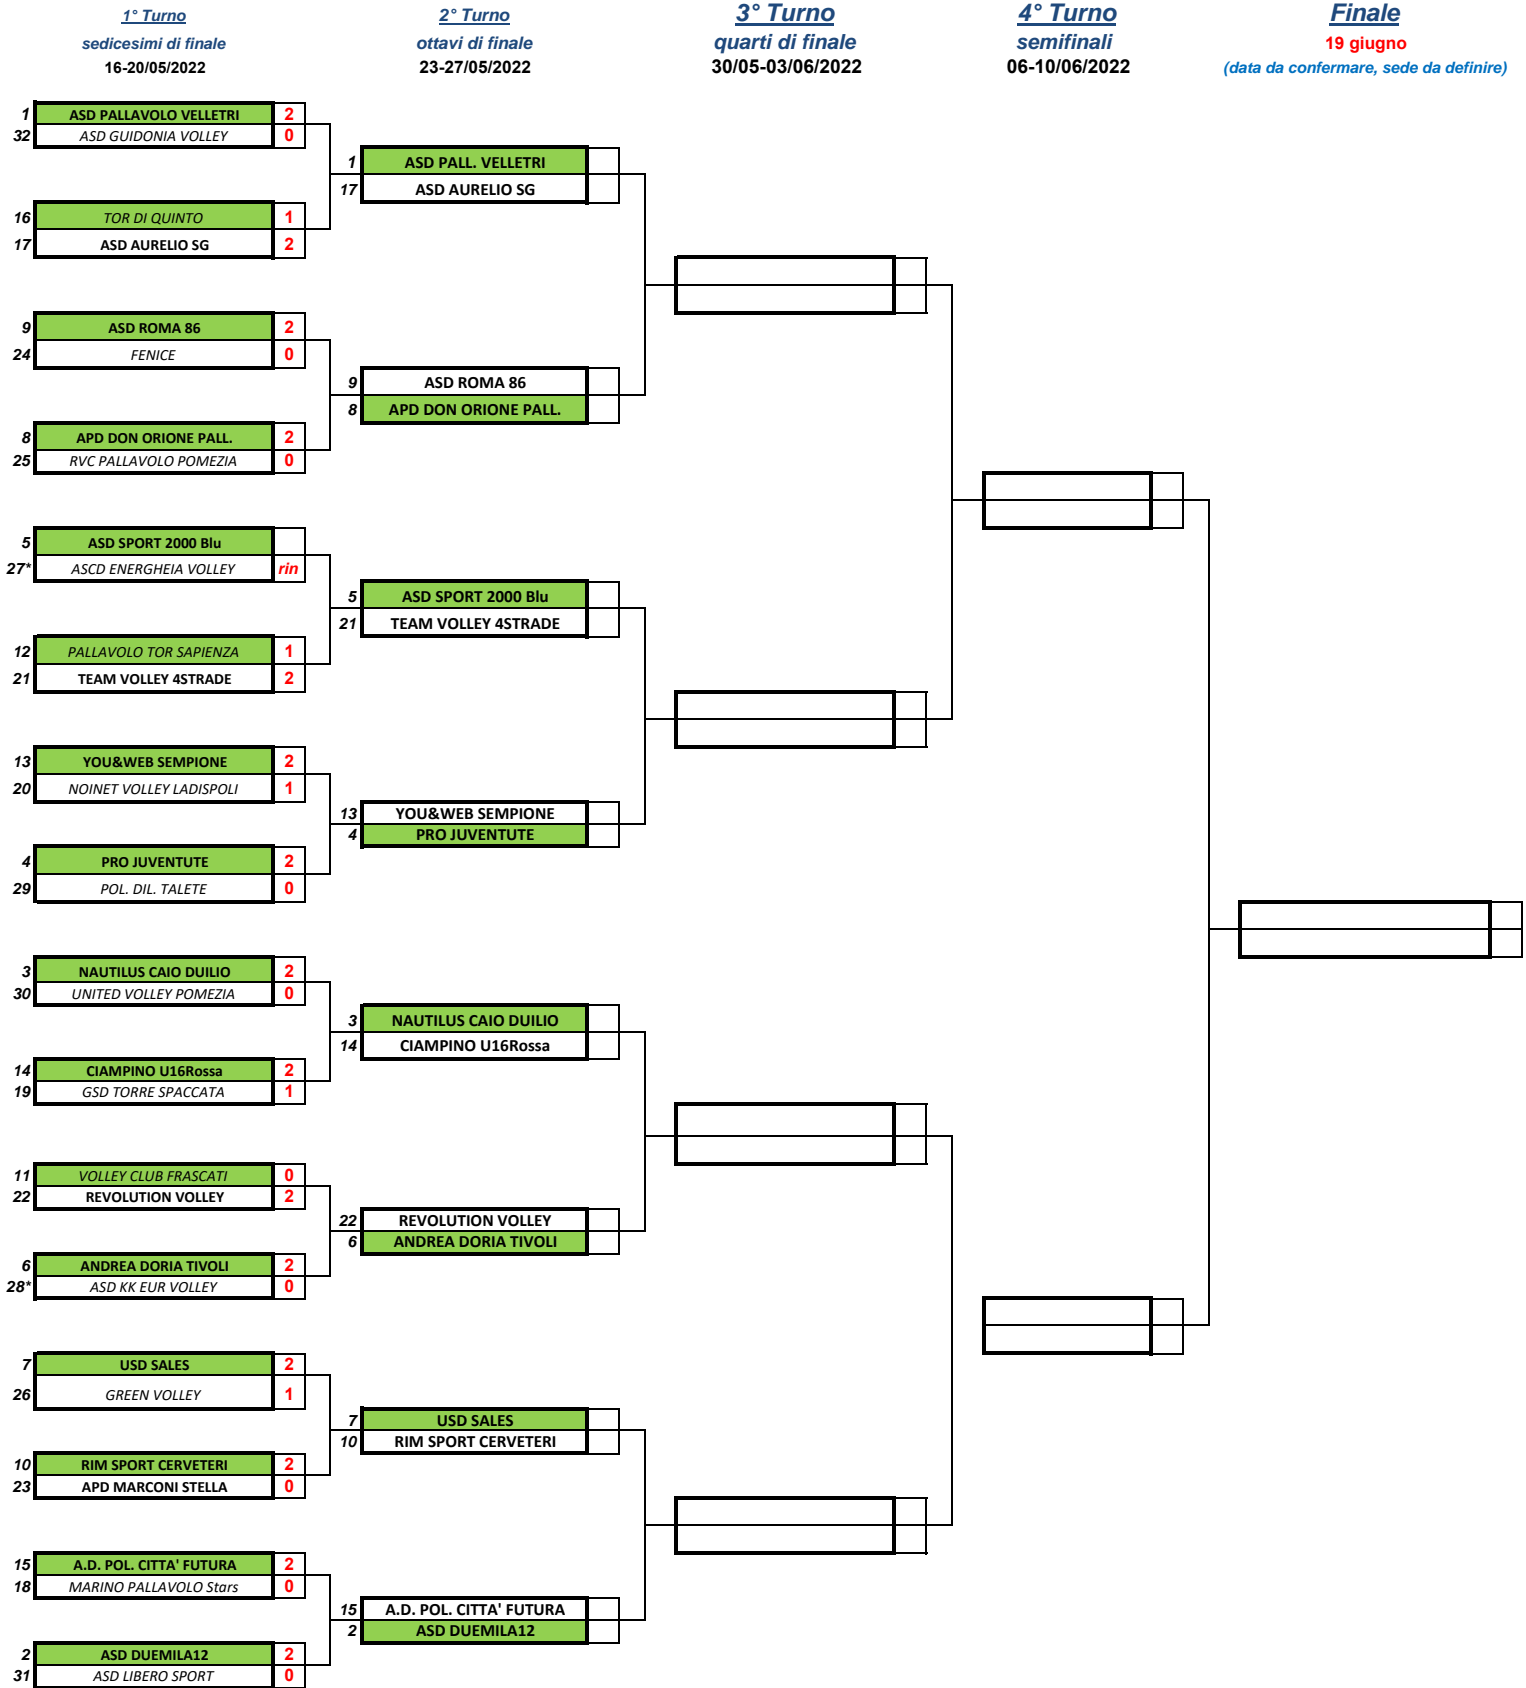 1° Turno
2° Turno
3° Turno
4° Turno
Finale
sedicesimi di finale
ottavi di finale
quarti di finale
semifinali
19 giugno
16-20/05/2022
23-27/05/2022
30/05-03/06/2022
06-10/06/2022
(data da confermare, sede da definire)
1 ASD PALLAVOLO VELLETRI 2
32 ASD GUIDONIA VOLLEY 0
1 ASD PALL. VELLETRI
17 ASD AURELIO SG
16 TOR DI QUINTO 1
17 ASD AURELIO SG 2
9 ASD ROMA 86 2
24 FENICE 0
9 ASD ROMA 86
8 APD DON ORIONE PALL.
8 APD DON ORIONE PALL. 2
25 RVC PALLAVOLO POMEZIA 0
5 ASD SPORT 2000 Blu
27* ASCD ENERGHEIA VOLLEY rin
5 ASD SPORT 2000 Blu
21 TEAM VOLLEY 4STRADE
12 PALLAVOLO TOR SAPIENZA 1
21 TEAM VOLLEY 4STRADE 2
13 YOU&WEB SEMPIONE 2
20 NOINET VOLLEY LADISPOLI 1
13 YOU&WEB SEMPIONE
4 PRO JUVENTUTE
4 PRO JUVENTUTE 2
29 POL. DIL. TALETE 0
3 NAUTILUS CAIO DUILIO 2
30 UNITED VOLLEY POMEZIA 0
3 NAUTILUS CAIO DUILIO
14 CIAMPINO U16Rossa
14 CIAMPINO U16Rossa 2
19 GSD TORRE SPACCATA 1
11 VOLLEY CLUB FRASCATI 0
22 REVOLUTION VOLLEY 2
22 REVOLUTION VOLLEY
6 ANDREA DORIA TIVOLI
6 ANDREA DORIA TIVOLI 2
28* ASD KK EUR VOLLEY 0
7 USD SALES 2
26 GREEN VOLLEY 1
7 USD SALES
10 RIM SPORT CERVETERI
10 RIM SPORT CERVETERI 2
23 APD MARCONI STELLA 0
15 A.D. POL. CITTA' FUTURA 2
18 MARINO PALLAVOLO Stars 0
15 A.D. POL. CITTA' FUTURA
2 ASD DUEMILA12
2 ASD DUEMILA12 2
31 ASD LIBERO SPORT 0